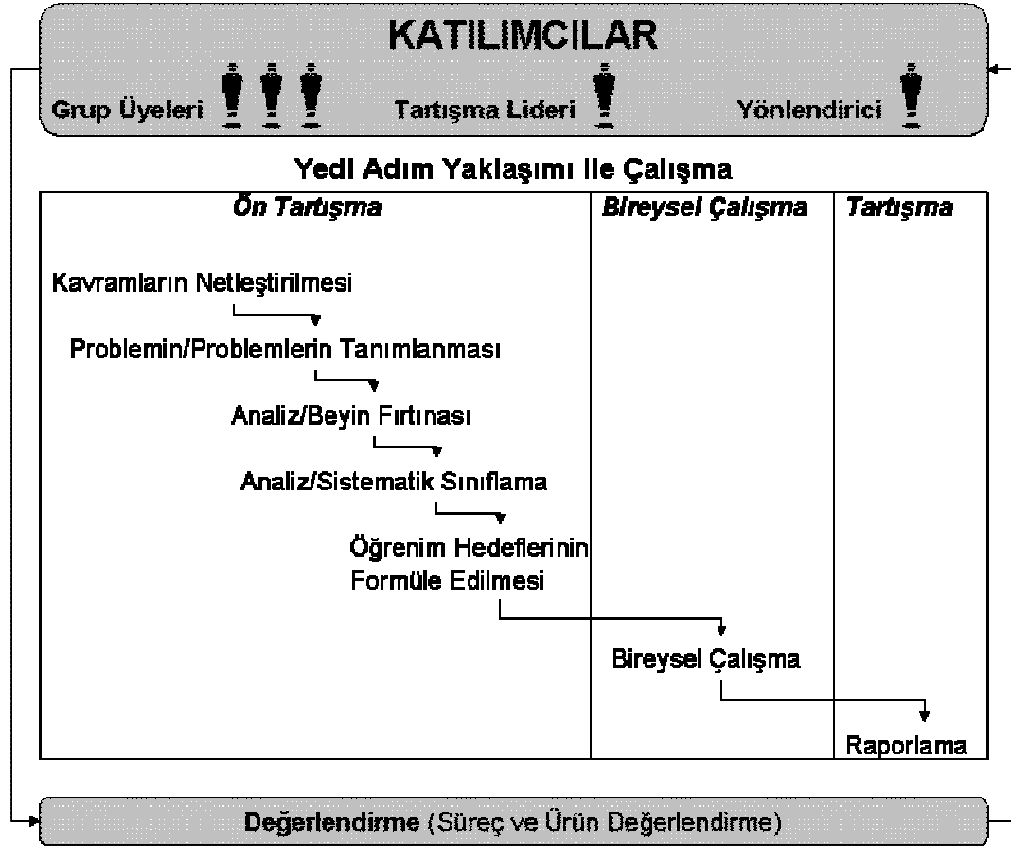 KATILIMCILAR
Grup Üyeleri Tartışma Lideri Yönlendirici
Yedi Adım Yaklaşımı ile Çalışma
Ön Tartışma Bireysel Çalışma Tartışma
Kavramların Netleştirilmesi
Problemin/Problemlerin Tanımlanması
Analiz/Beyin Fırtınası
Analiz/Sistematik Sınıflama
Öğrenim Hedeflerinin
Formüle Edilmesi
Bireysel Çalışma
Raporlama
Değerlendirme (Süreç ve Ürün Değerlendirme)